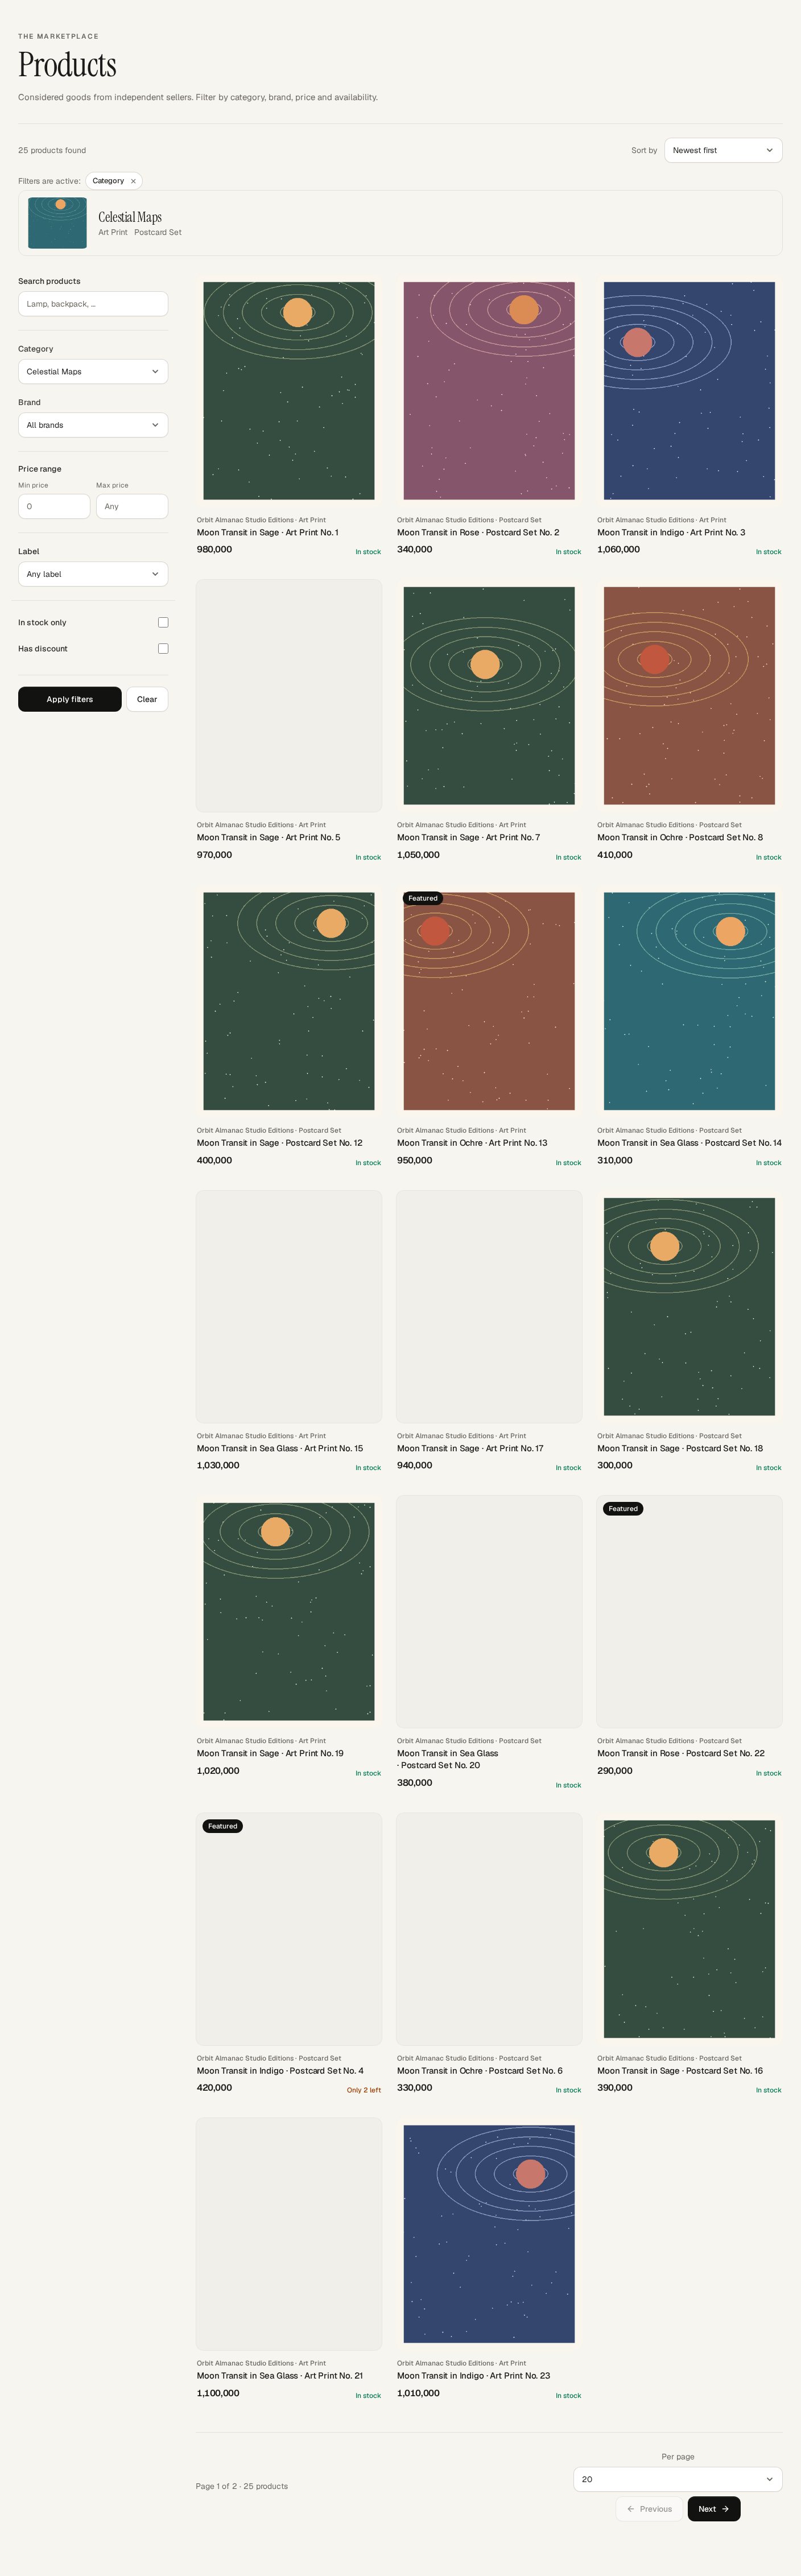 THE MARKETPLACE
Products
Considered goods from independent sellers. Filter by category, brand, price and availability.
25 products found
Sort by
Newest first
Filters are active:
Category ×
Celestial Maps
Art Print Postcard Set
Search products
Lamp, backpack, ...
Category
Celestial Maps
Brand
All brands
Price range
Min price
Max price
0
Any
Label
Any label
In stock only
Has discount
Apply filters
Clear
Orbit Almanac Studio Editions · Art Print
Moon Transit in Sage · Art Print No. 1
980,000
In stock
Orbit Almanac Studio Editions · Postcard Set
Moon Transit in Rose · Postcard Set No. 2
340,000
In stock
Orbit Almanac Studio Editions · Art Print
Moon Transit in Indigo · Art Print No. 3
1,060,000
In stock
Orbit Almanac Studio Editions · Art Print
Moon Transit in Sage · Art Print No. 5
970,000
In stock
Orbit Almanac Studio Editions · Art Print
Moon Transit in Sage · Art Print No. 7
1,050,000
In stock
Orbit Almanac Studio Editions · Postcard Set
Moon Transit in Ochre · Postcard Set No. 8
410,000
In stock
Orbit Almanac Studio Editions · Postcard Set
Moon Transit in Sage · Postcard Set No. 12
400,000
In stock
Featured
Orbit Almanac Studio Editions · Art Print
Moon Transit in Ochre · Art Print No. 13
950,000
In stock
Orbit Almanac Studio Editions · Postcard Set
Moon Transit in Sea Glass · Postcard Set No. 14
310,000
In stock
Orbit Almanac Studio Editions · Art Print
Moon Transit in Sea Glass · Art Print No. 15
1,030,000
In stock
Orbit Almanac Studio Editions · Art Print
Moon Transit in Sage · Art Print No. 17
940,000
In stock
Orbit Almanac Studio Editions · Postcard Set
Moon Transit in Sage · Postcard Set No. 18
300,000
In stock
Orbit Almanac Studio Editions · Art Print
Moon Transit in Sage · Art Print No. 19
1,020,000
In stock
Orbit Almanac Studio Editions · Postcard Set
Moon Transit in Sea Glass
· Postcard Set No. 20
380,000
In stock
Featured
Orbit Almanac Studio Editions · Postcard Set
Moon Transit in Rose · Postcard Set No. 22
290,000
In stock
Featured
Orbit Almanac Studio Editions · Postcard Set
Moon Transit in Indigo · Postcard Set No. 4
420,000
Only 2 left
Orbit Almanac Studio Editions · Postcard Set
Moon Transit in Ochre · Postcard Set No. 6
330,000
In stock
Orbit Almanac Studio Editions · Postcard Set
Moon Transit in Sage · Postcard Set No. 16
390,000
In stock
Orbit Almanac Studio Editions · Art Print
Moon Transit in Sea Glass · Art Print No. 21
1,100,000
In stock
Orbit Almanac Studio Editions · Art Print
Moon Transit in Indigo · Art Print No. 23
1,010,000
In stock
Per page
20
Page 1 of 2 · 25 products
← Previous
Next →